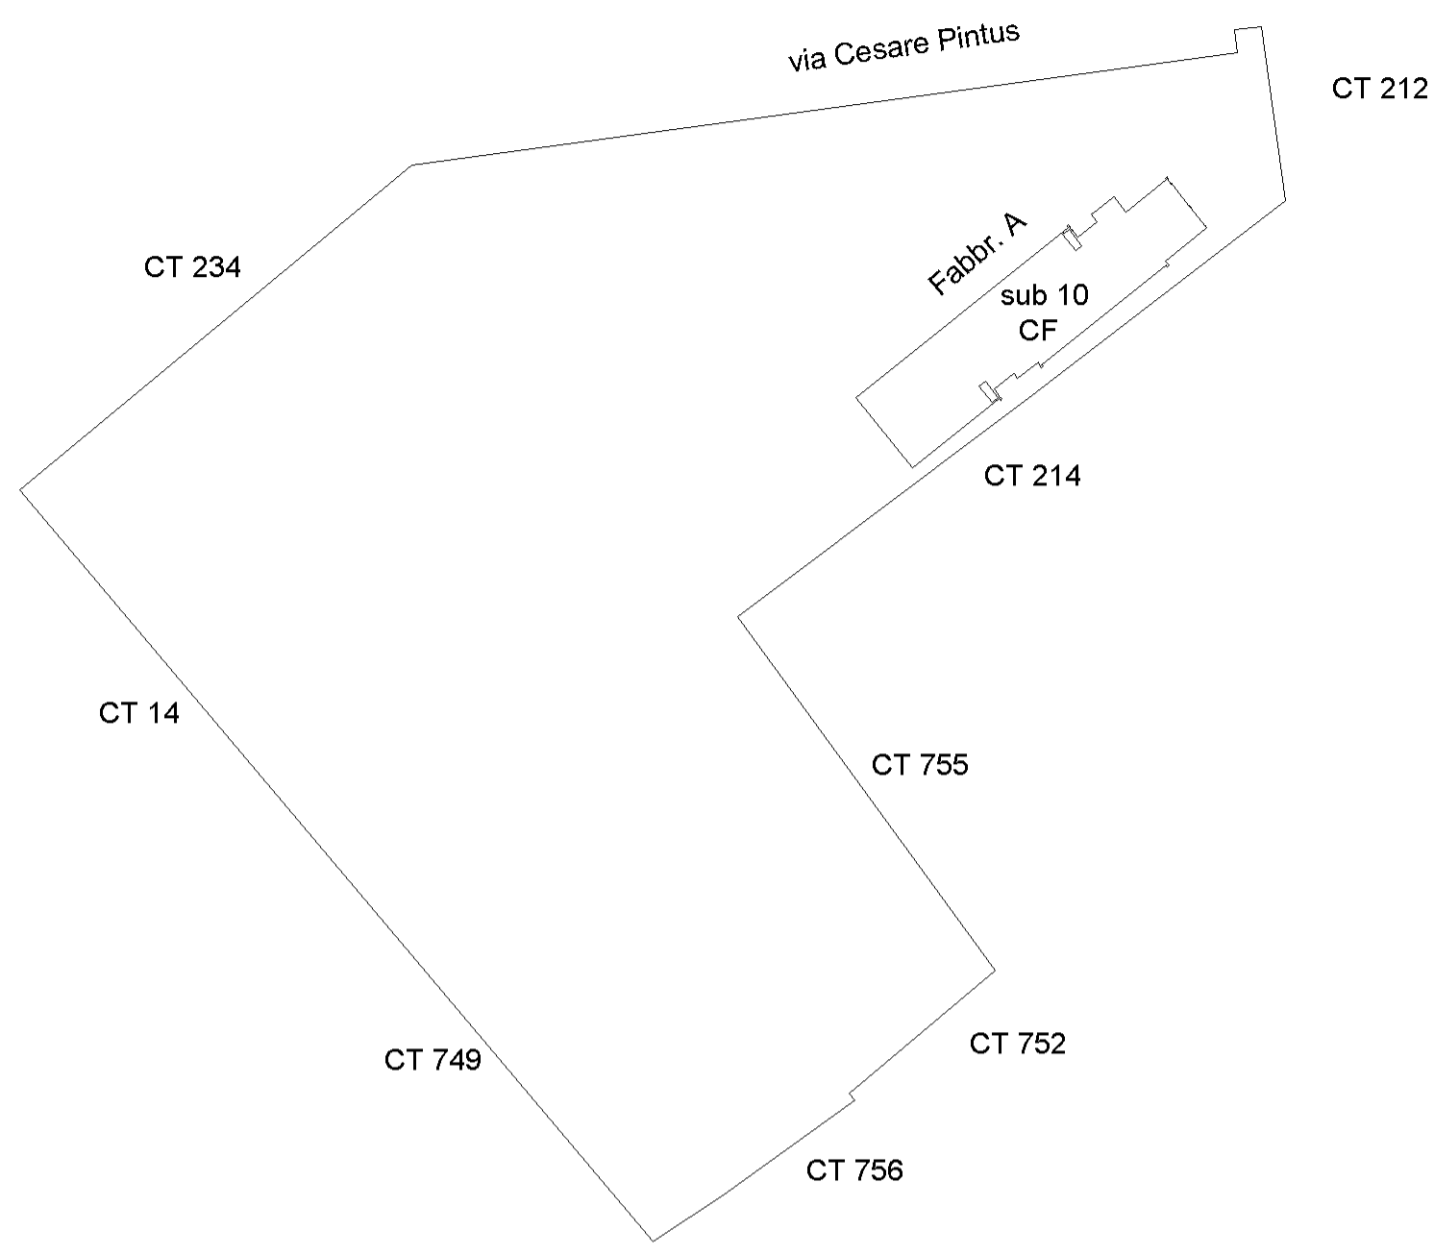 via Cesare Pintus
CT 212
CT 234
Fabbr. A
sub 10
CF
CT 214
CT 14
CT 755
CT 749
CT 752
CT 756